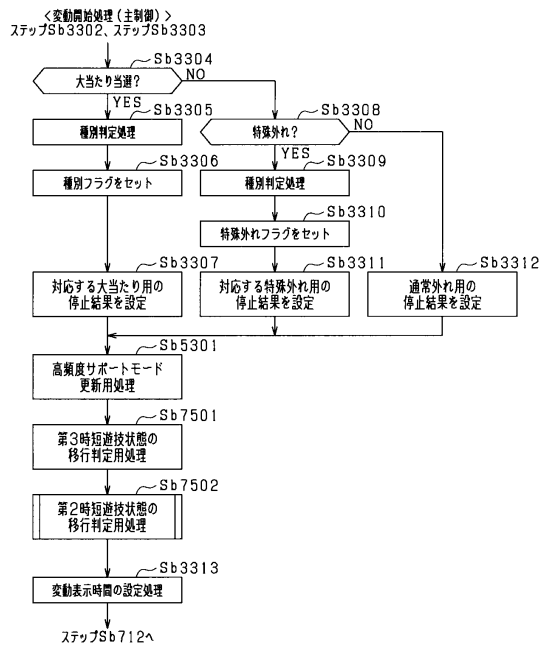 <変動開始処理(主制御)>
ステップSb3302、ステップSb3303
Sb3304
大当たり当選?
NO
YES
Sb3305
種別判定処理
Sb3306
種別フラグをセット
Sb3308
特殊外れ?
NO
YES
Sb3309
種別判定処理
Sb3310
特殊外れフラグをセット
Sb3307
対応する大当たり用の
停止結果を設定
Sb3311
対応する特殊外れ用の
停止結果を設定
Sb3312
通常外れ用の
停止結果を設定
Sb5301
高頻度サポートモード
更新用処理
Sb7501
第3時短遊技状態の
移行判定用処理
Sb7502
第2時短遊技状態の
移行判定用処理
Sb3313
変動表示時間の設定処理
ステップSb712へ